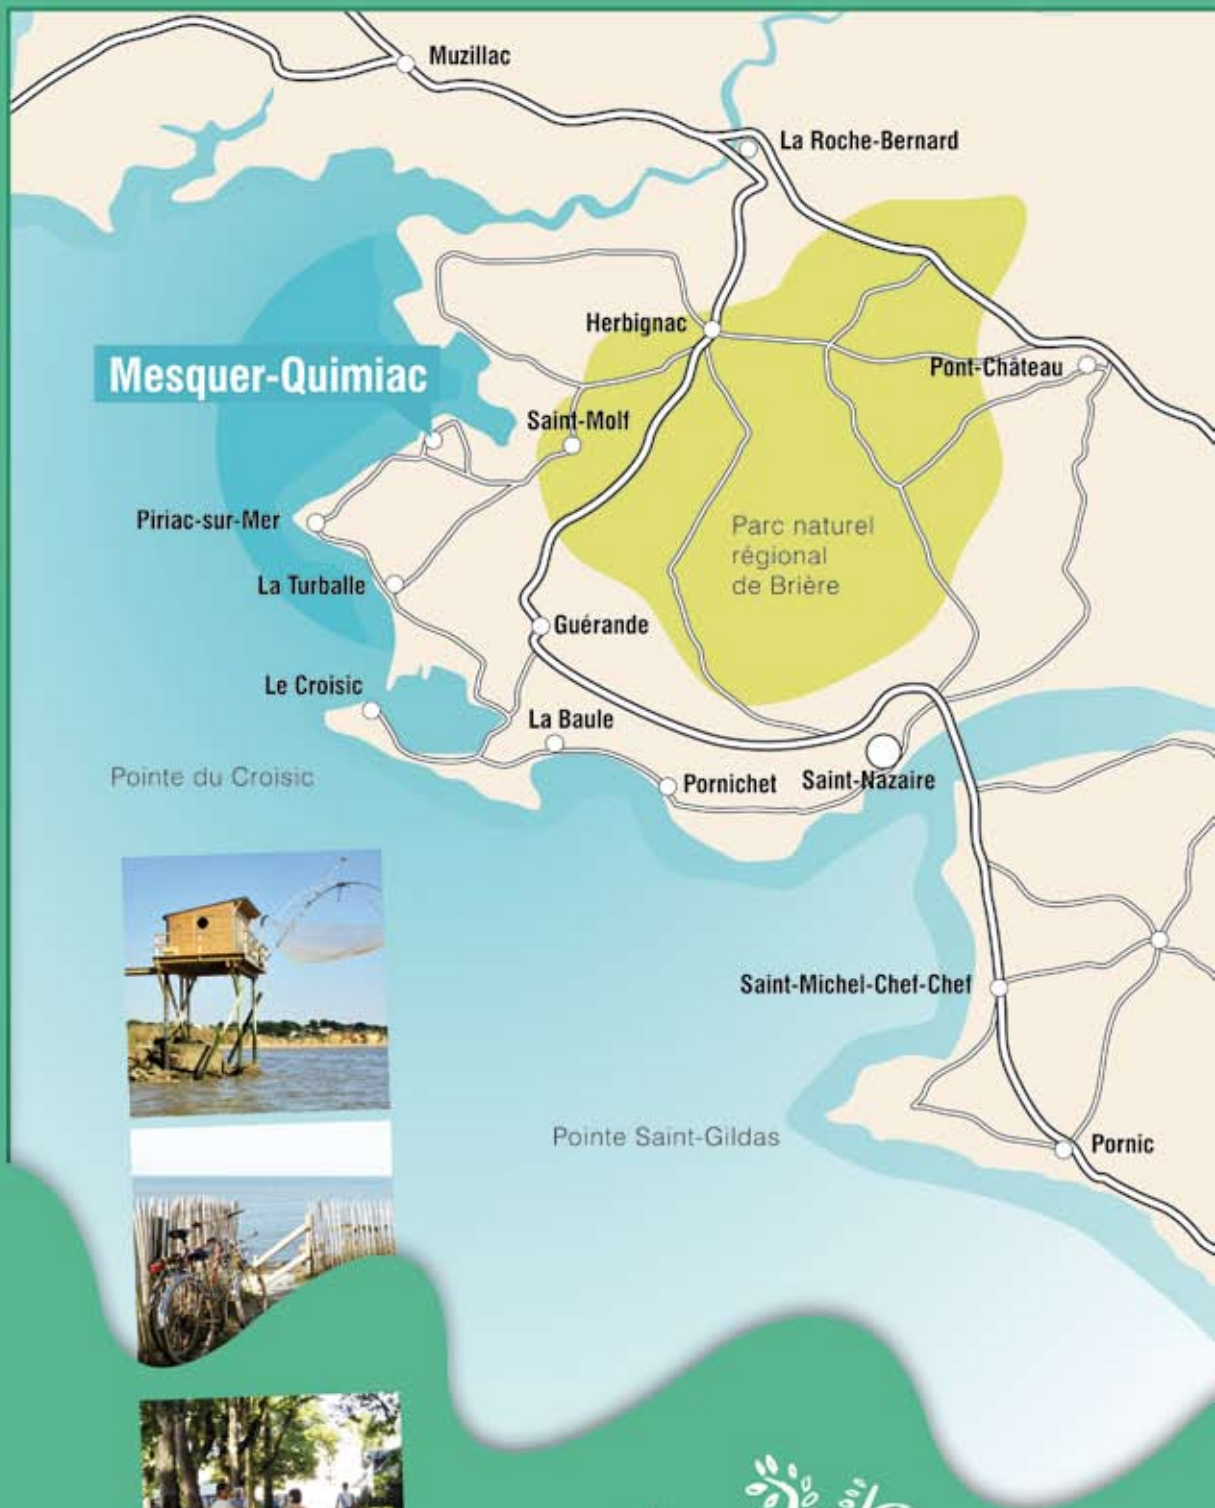 Muzillac
La Roche-Bernard
Herbignac
Mesquer-Quimiac
Pont-Château
Saint-Molf
Piriac-sur-Mer
Parc naturel
régional
de Brière
La Turballe
Guérande
Le Croisic
La Baule
Pointe du Croisic
Pornichet
Saint-Nazaire
Saint-Michel-Chef-Chef
Pointe Saint-Gildas
Pornic